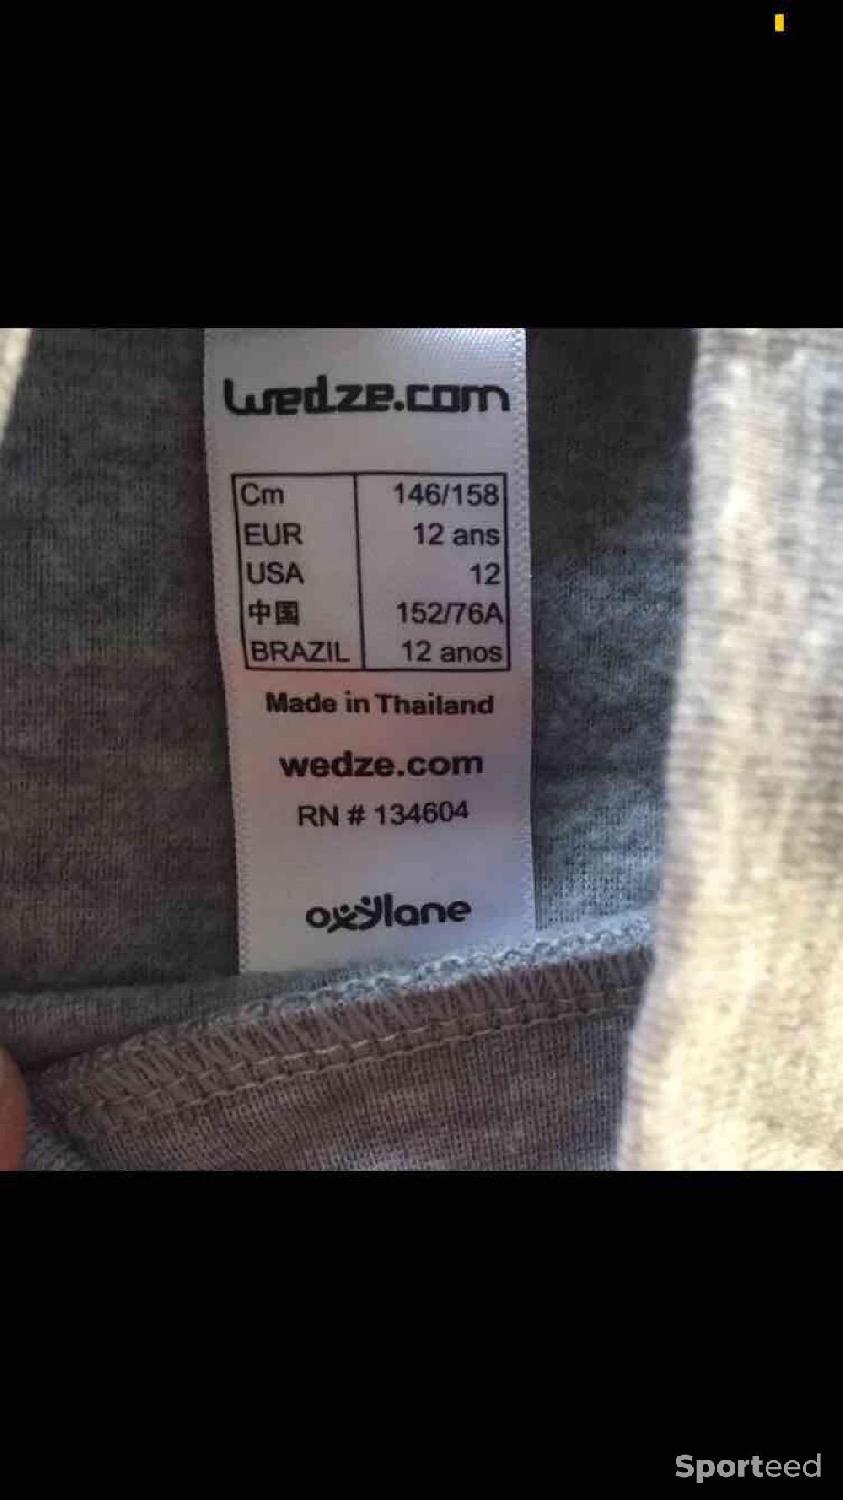 wedze.com
Cm 146/158
EUR 12 ans
USA 12
中国 152/76A
BRAZIL 12 anos
Made in Thailand
wedze.com
RN # 134604
oxylane
Sporteed